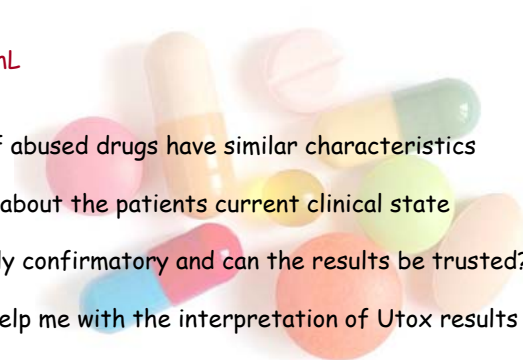 f abused drugs have similar characteristics
about the patients current clinical state
ly confirmatory and can the results be trusted?
elp me with the interpretation of Utox results